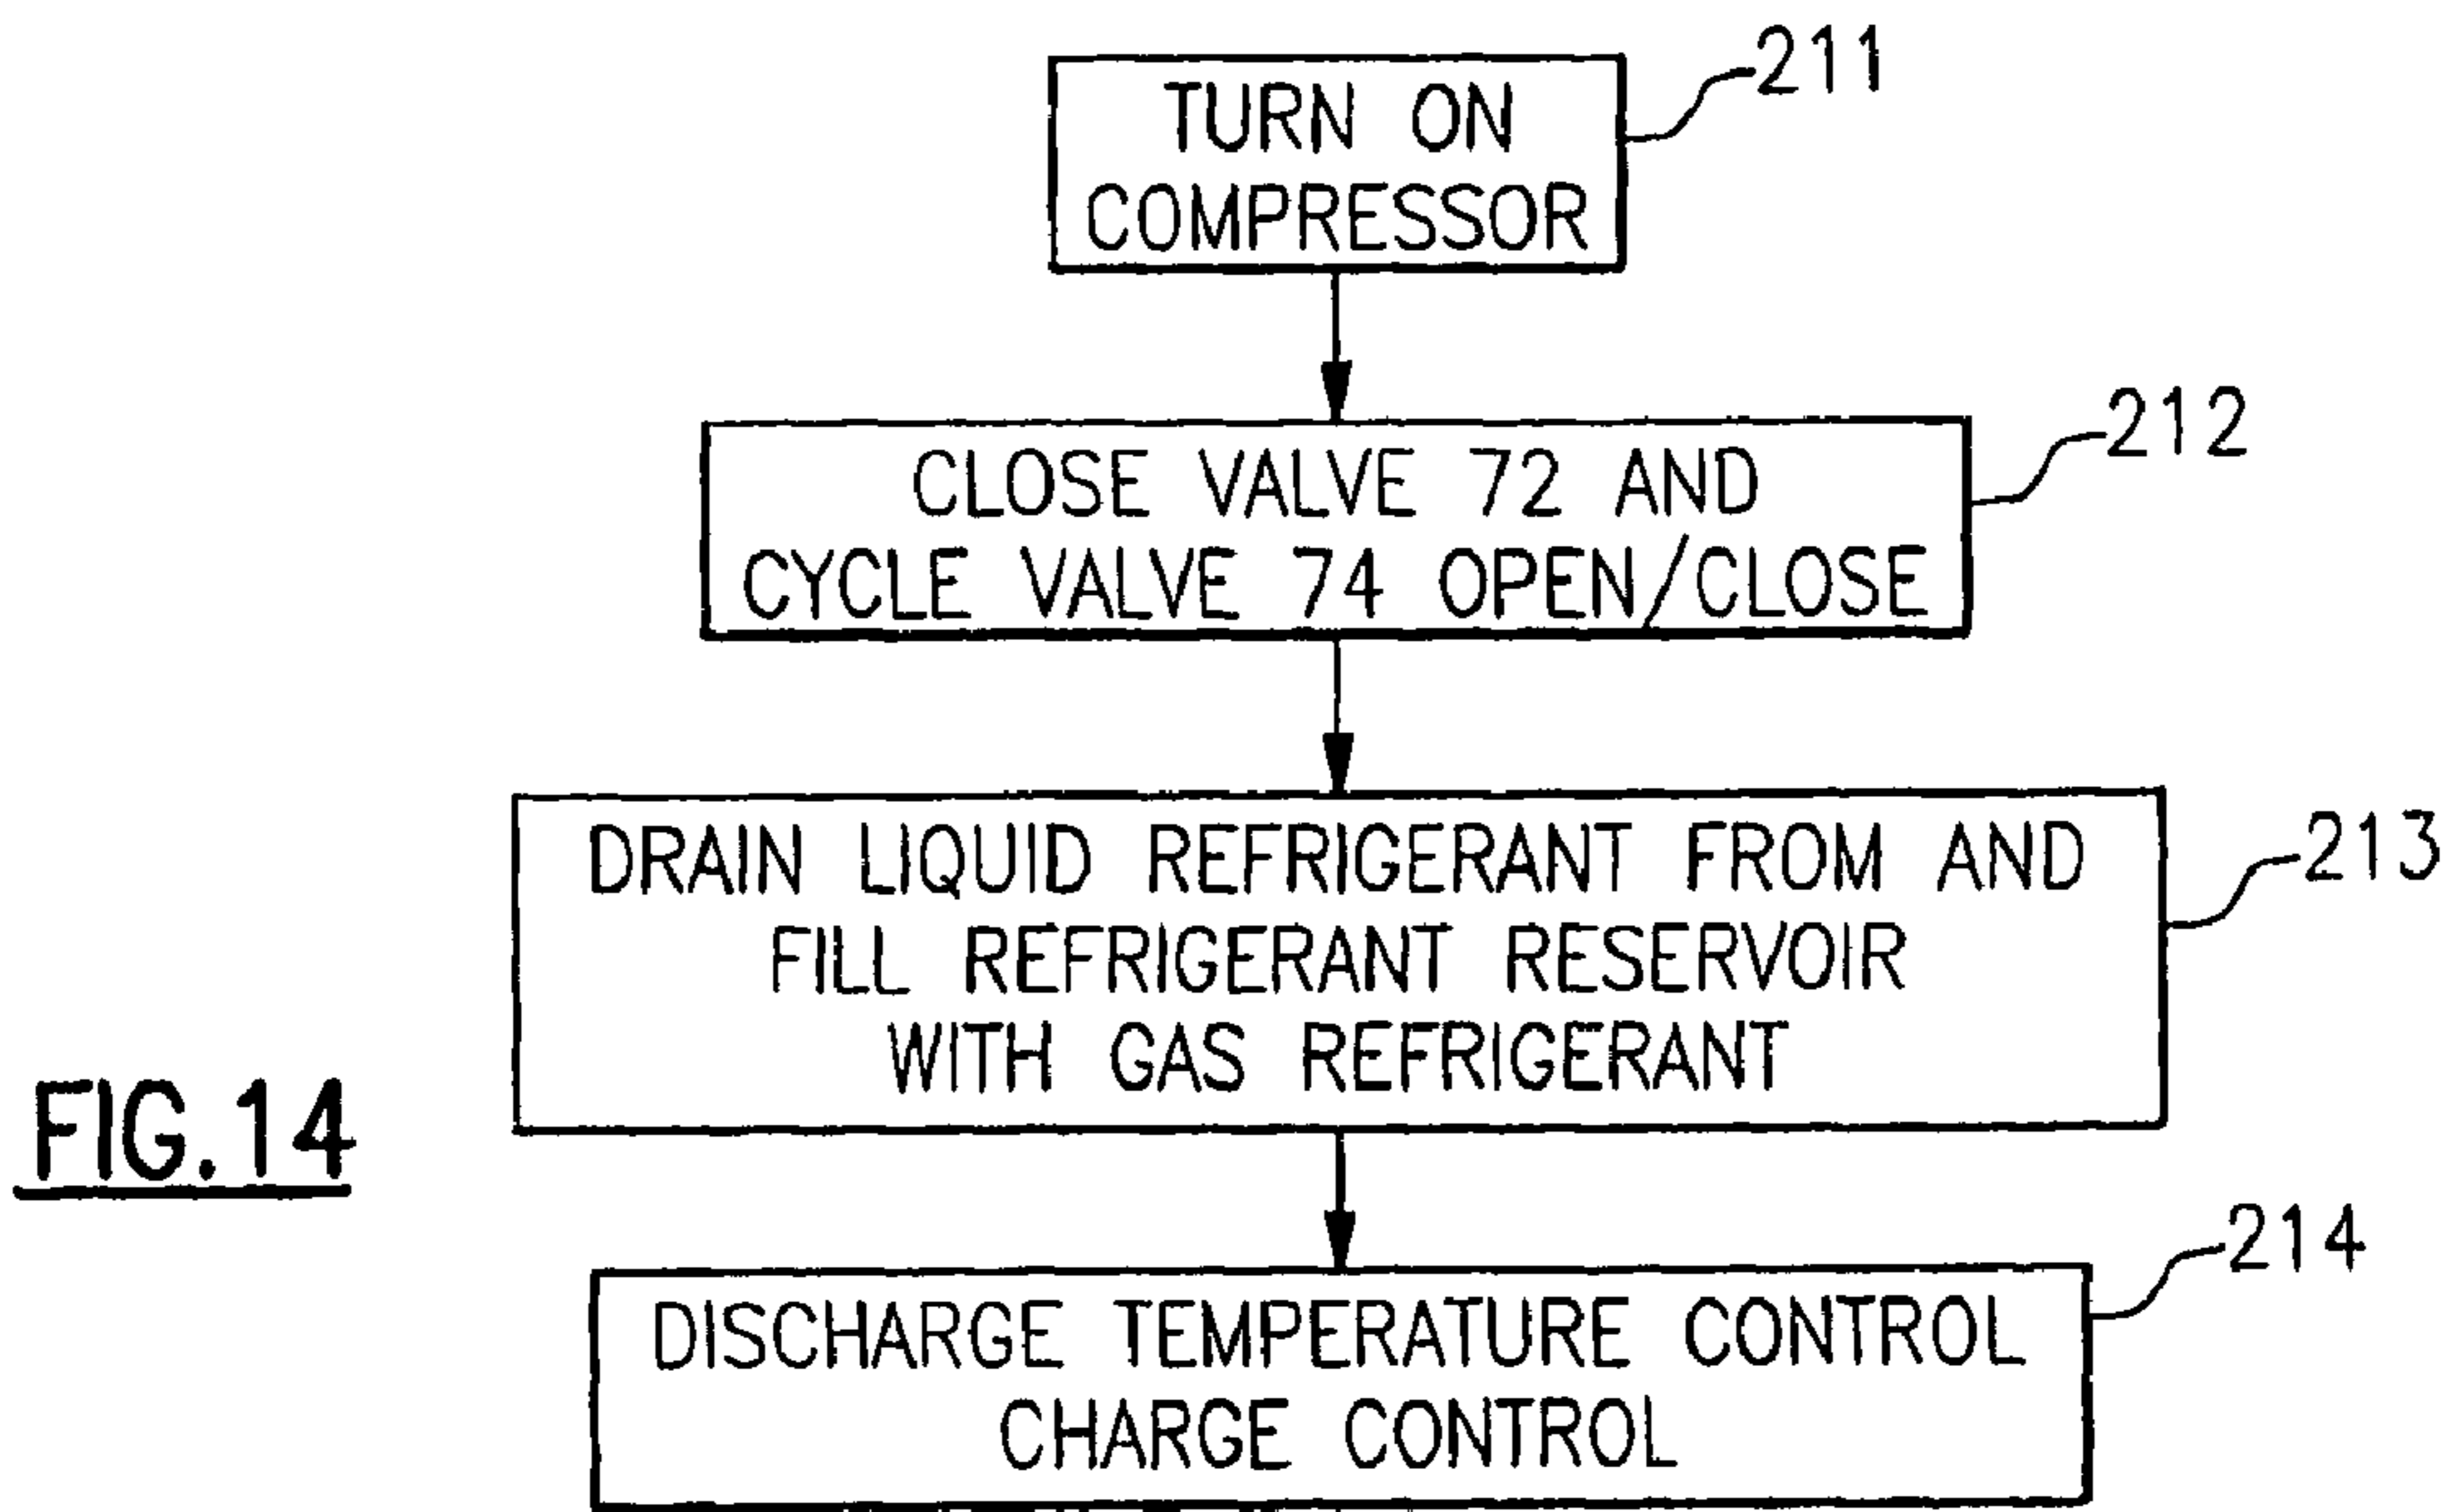 TURN ON
COMPRESSOR
211
CLOSE VALVE 72 AND
CYCLE VALVE 74 OPEN/CLOSE
212
DRAIN LIQUID REFRIGERANT FROM AND
FILL REFRIGERANT RESERVOIR
WITH GAS REFRIGERANT
213
FIG.14
DISCHARGE TEMPERATURE CONTROL
CHARGE CONTROL
214